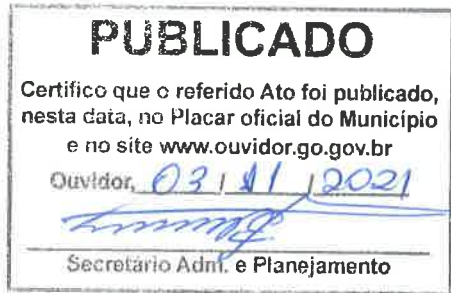 PUBLICADO
Certifico que o referido Ato foi publicado,
nesta data, no Placar oficial do Município
e no site www.ouvidor.go.gov.br
Ouvidor, 03 / 11 / 2021
Secretário Adm. e Planejamento